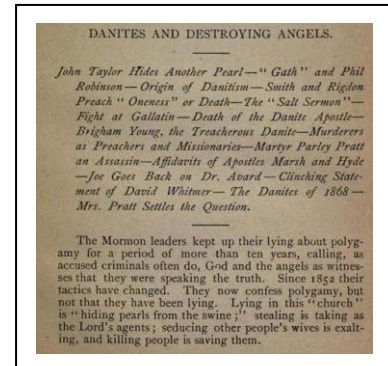 DANITES AND DESTROYING ANGELS.
John Taylor Hides Another Pearl—" Gath" and Phil
Robinson—Origin of Danitism—Smith and Rigdon
Preach " Oneness" or Death—The "Salt Sermon"—
Fight at Gallatin—Death of the Danite Apostle—
Brigham Young, the Treacherous Danite—Murderers
as Preachers and Missionaries—Martyr Parley Pratt
an Assassin—Affidavits of Apostles Marsh and Hyde
—Joe Goes Back on Dr. Avard—Clinching State-
ment of David Whitmer—The Danites of 1868—
Mrs. Pratt Settles the Question.
The Mormon leaders kept up their lying about polyg-
amy for a period of more than ten years, calling, as
accused criminals often do, God and the angels as witnes-
ses that they were speaking the truth. Since 1852 their
tactics have changed. They now confess polygamy, but
not that they have been lying. Lying in this "church"
is "hiding pearls from the swine;" stealing is taking as
the Lord's agents; seducing other people's wives is exalt-
ing, and killing people is saving them.